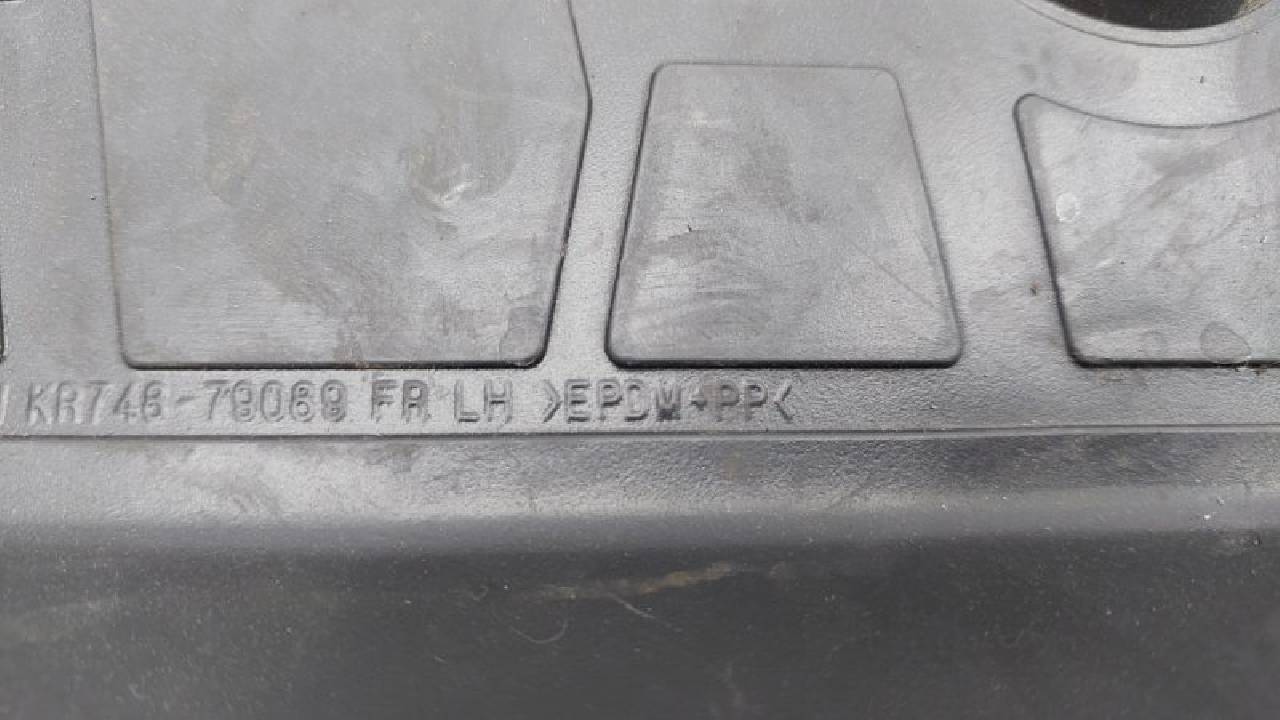 KR746-79069 FR LH >EPDM+PP<